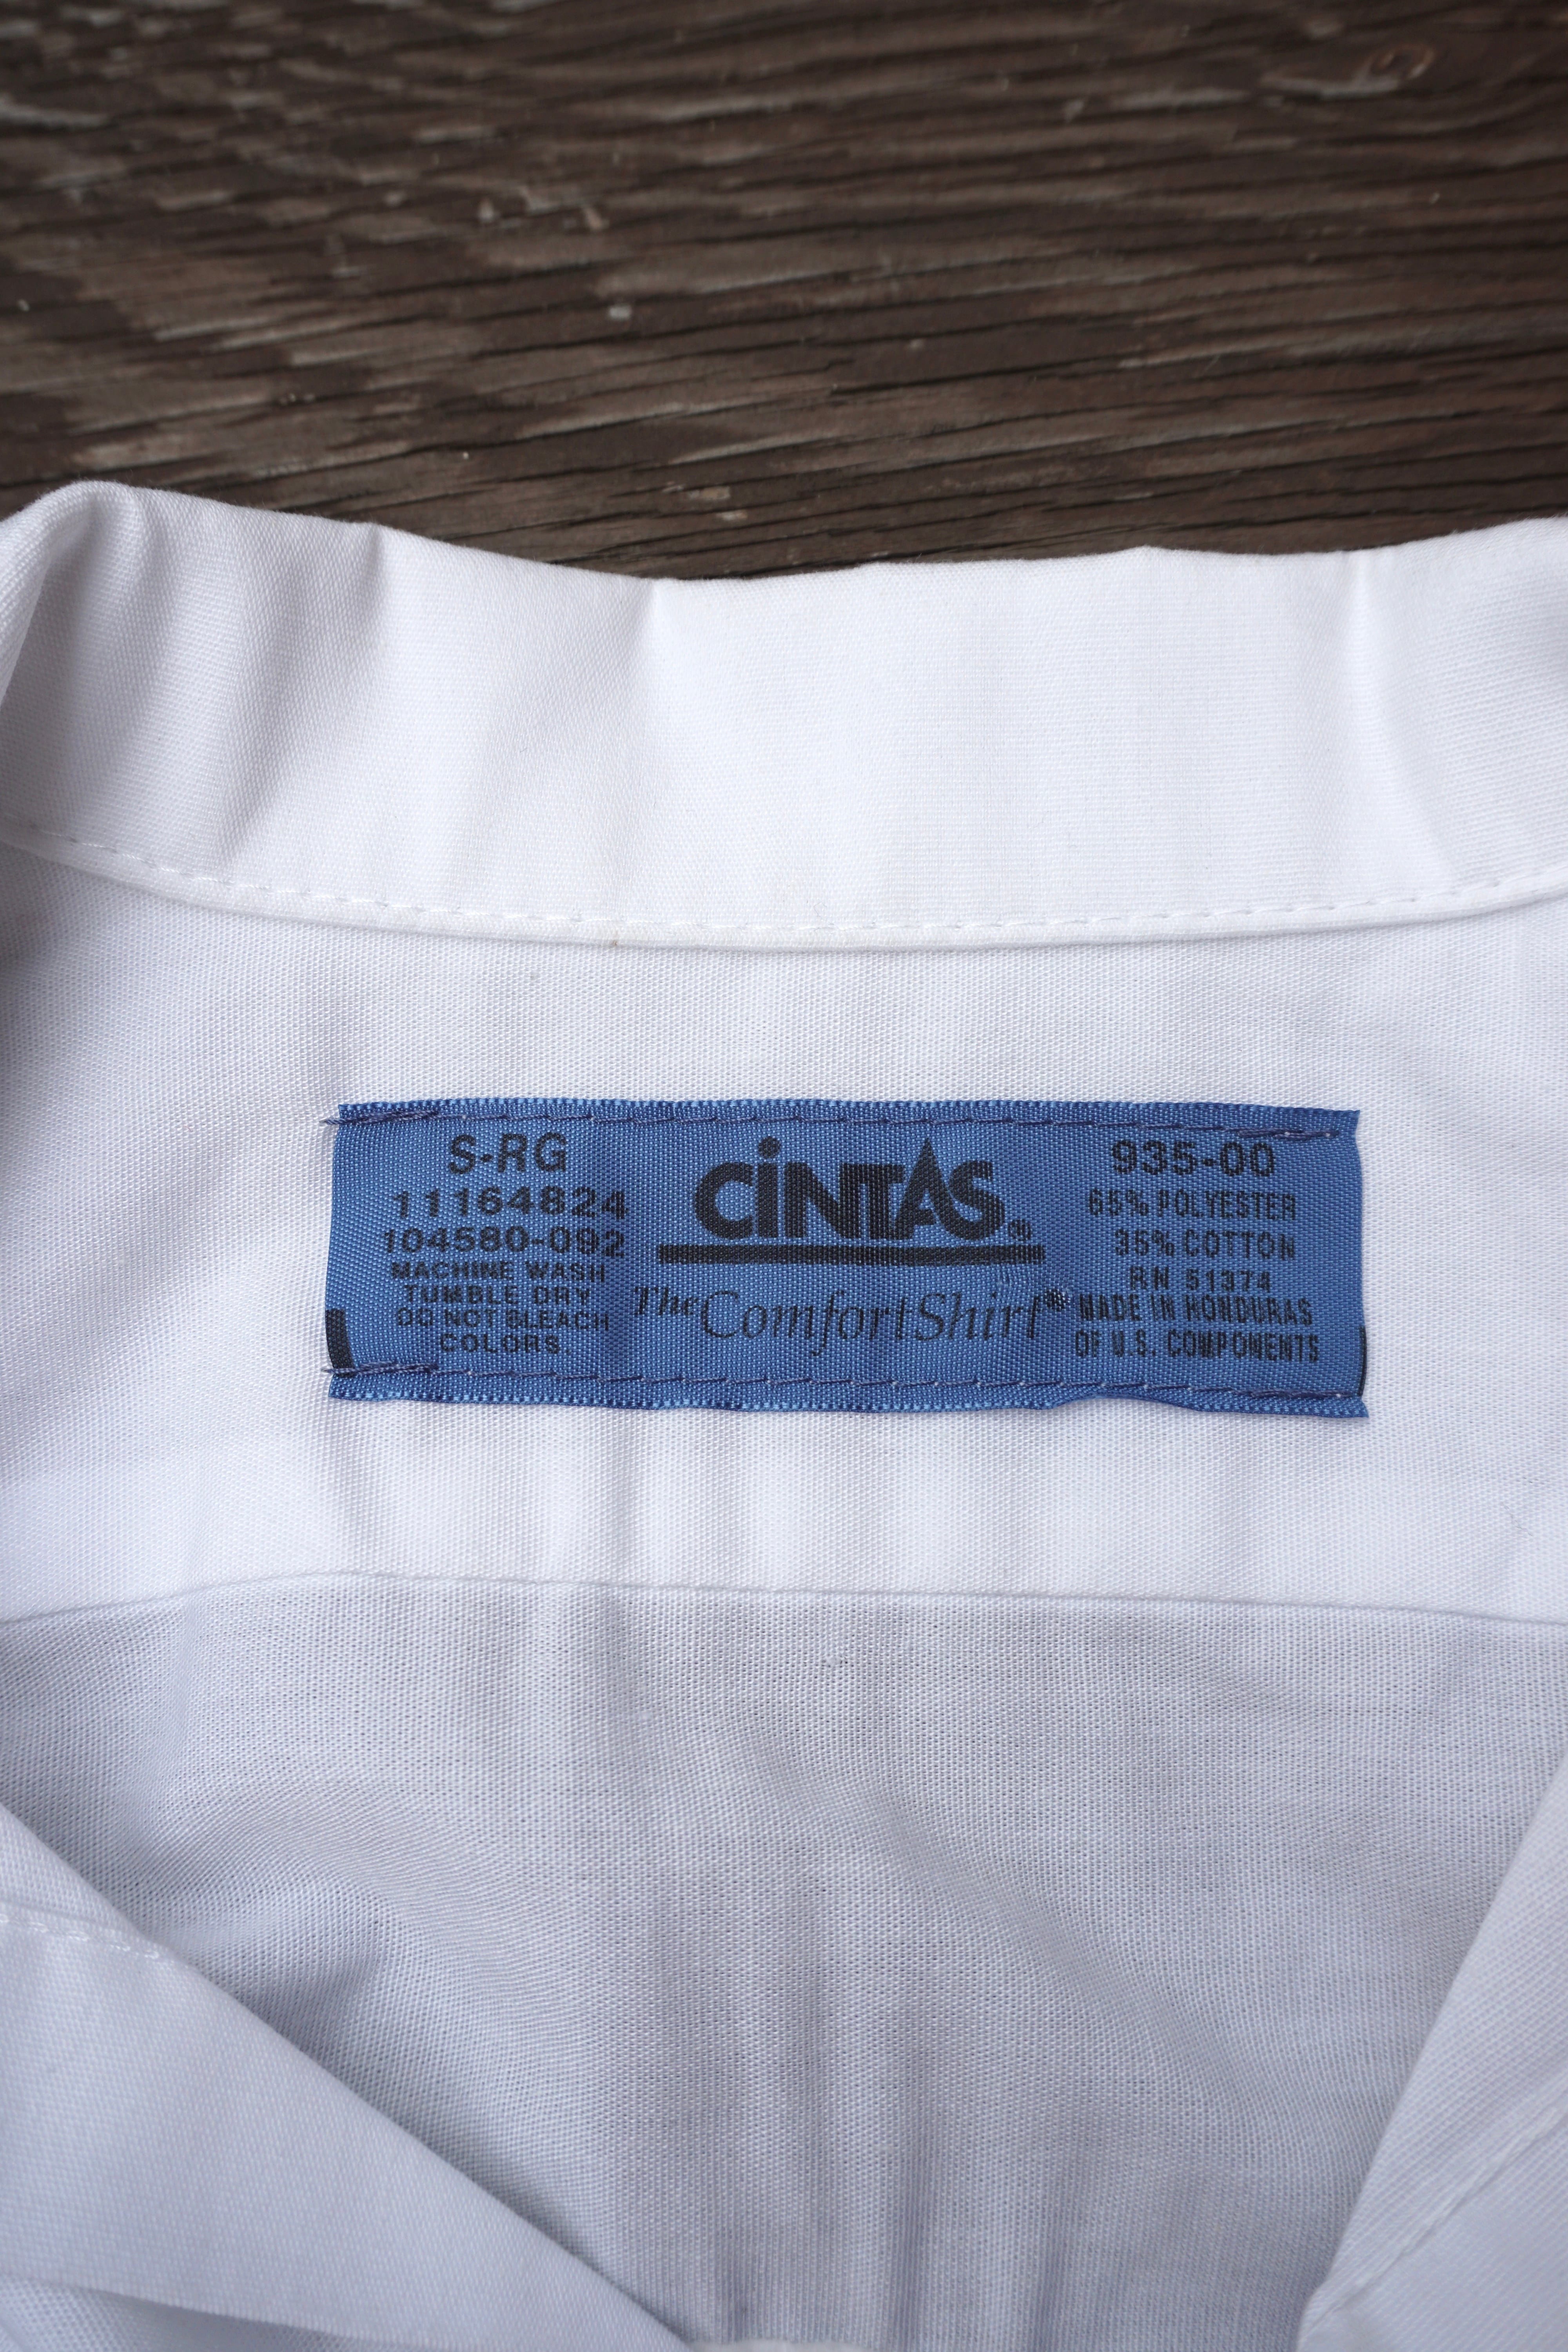 S-RG
11164824
104580-092
MACHINE WASH
TUMBLE DRY
DO NOT BLEACH
COLORS.
CiNTAS®
The ComfortShirt®
935-00
65% POLYESTER
35% COTTON
RN 51374
MADE IN HONDURAS
OF U.S. COMPONENTS